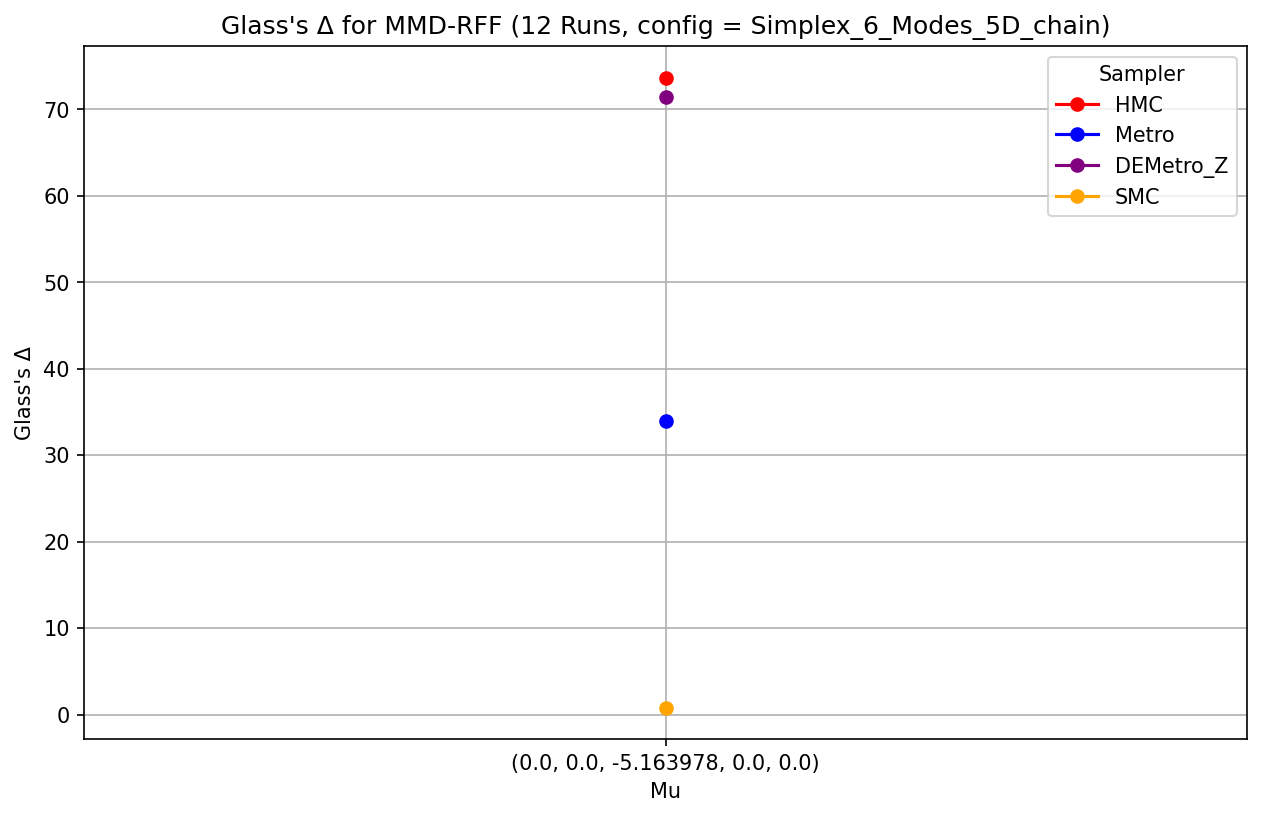 Glass's Δ for MMD-RFF (12 Runs, config = Simplex_6_Modes_5D_chain)
Sampler
HMC
Metro
DEMetro_Z
SMC
Glass's Δ
70
60
50
40
30
20
10
0
(0.0, 0.0, -5.163978, 0.0, 0.0)
Mu